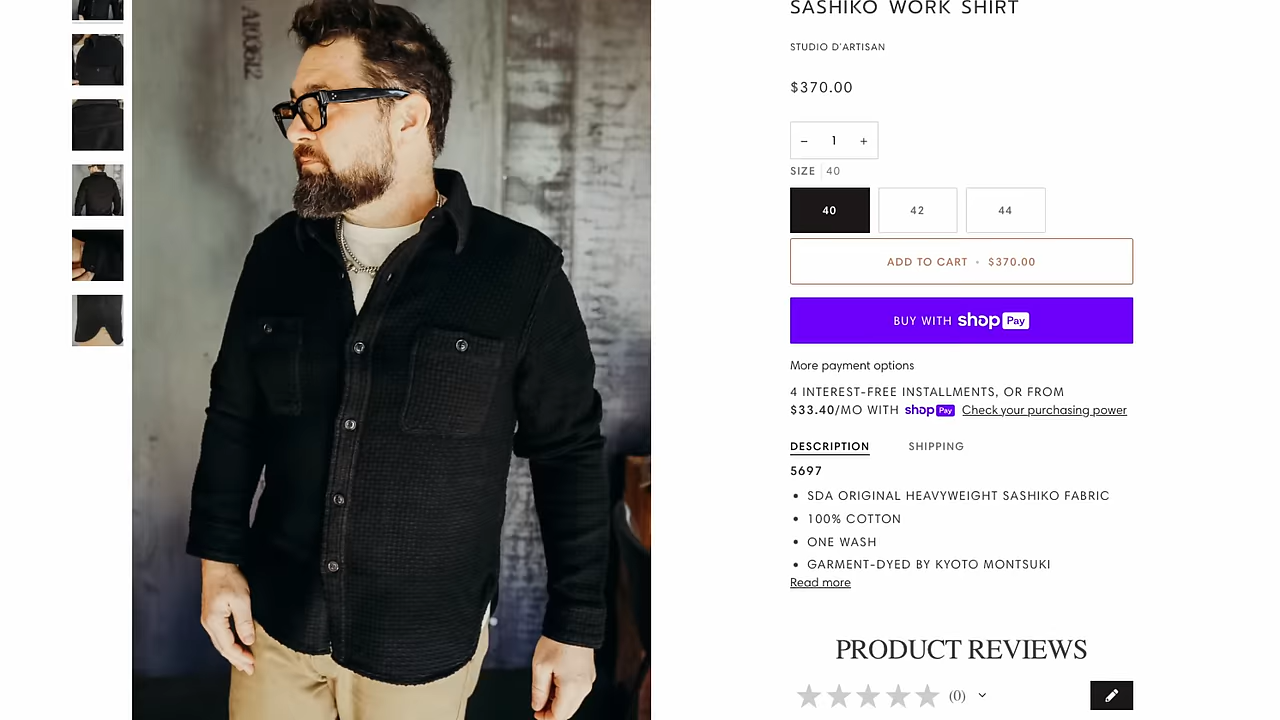 SASHIKO WORK SHIRT
STUDIO D'ARTISAN
$370.00
− 1 +
SIZE 40
40 42 44
ADD TO CART • $370.00
BUY WITH shop Pay
More payment options
4 INTEREST-FREE INSTALLMENTS, OR FROM
$33.40/MO WITH shop Pay Check your purchasing power
DESCRIPTION SHIPPING
5697
• SDA ORIGINAL HEAVYWEIGHT SASHIKO FABRIC
• 100% COTTON
• ONE WASH
• GARMENT-DYED BY KYOTO MONTSUKI
Read more
PRODUCT REVIEWS
(0)